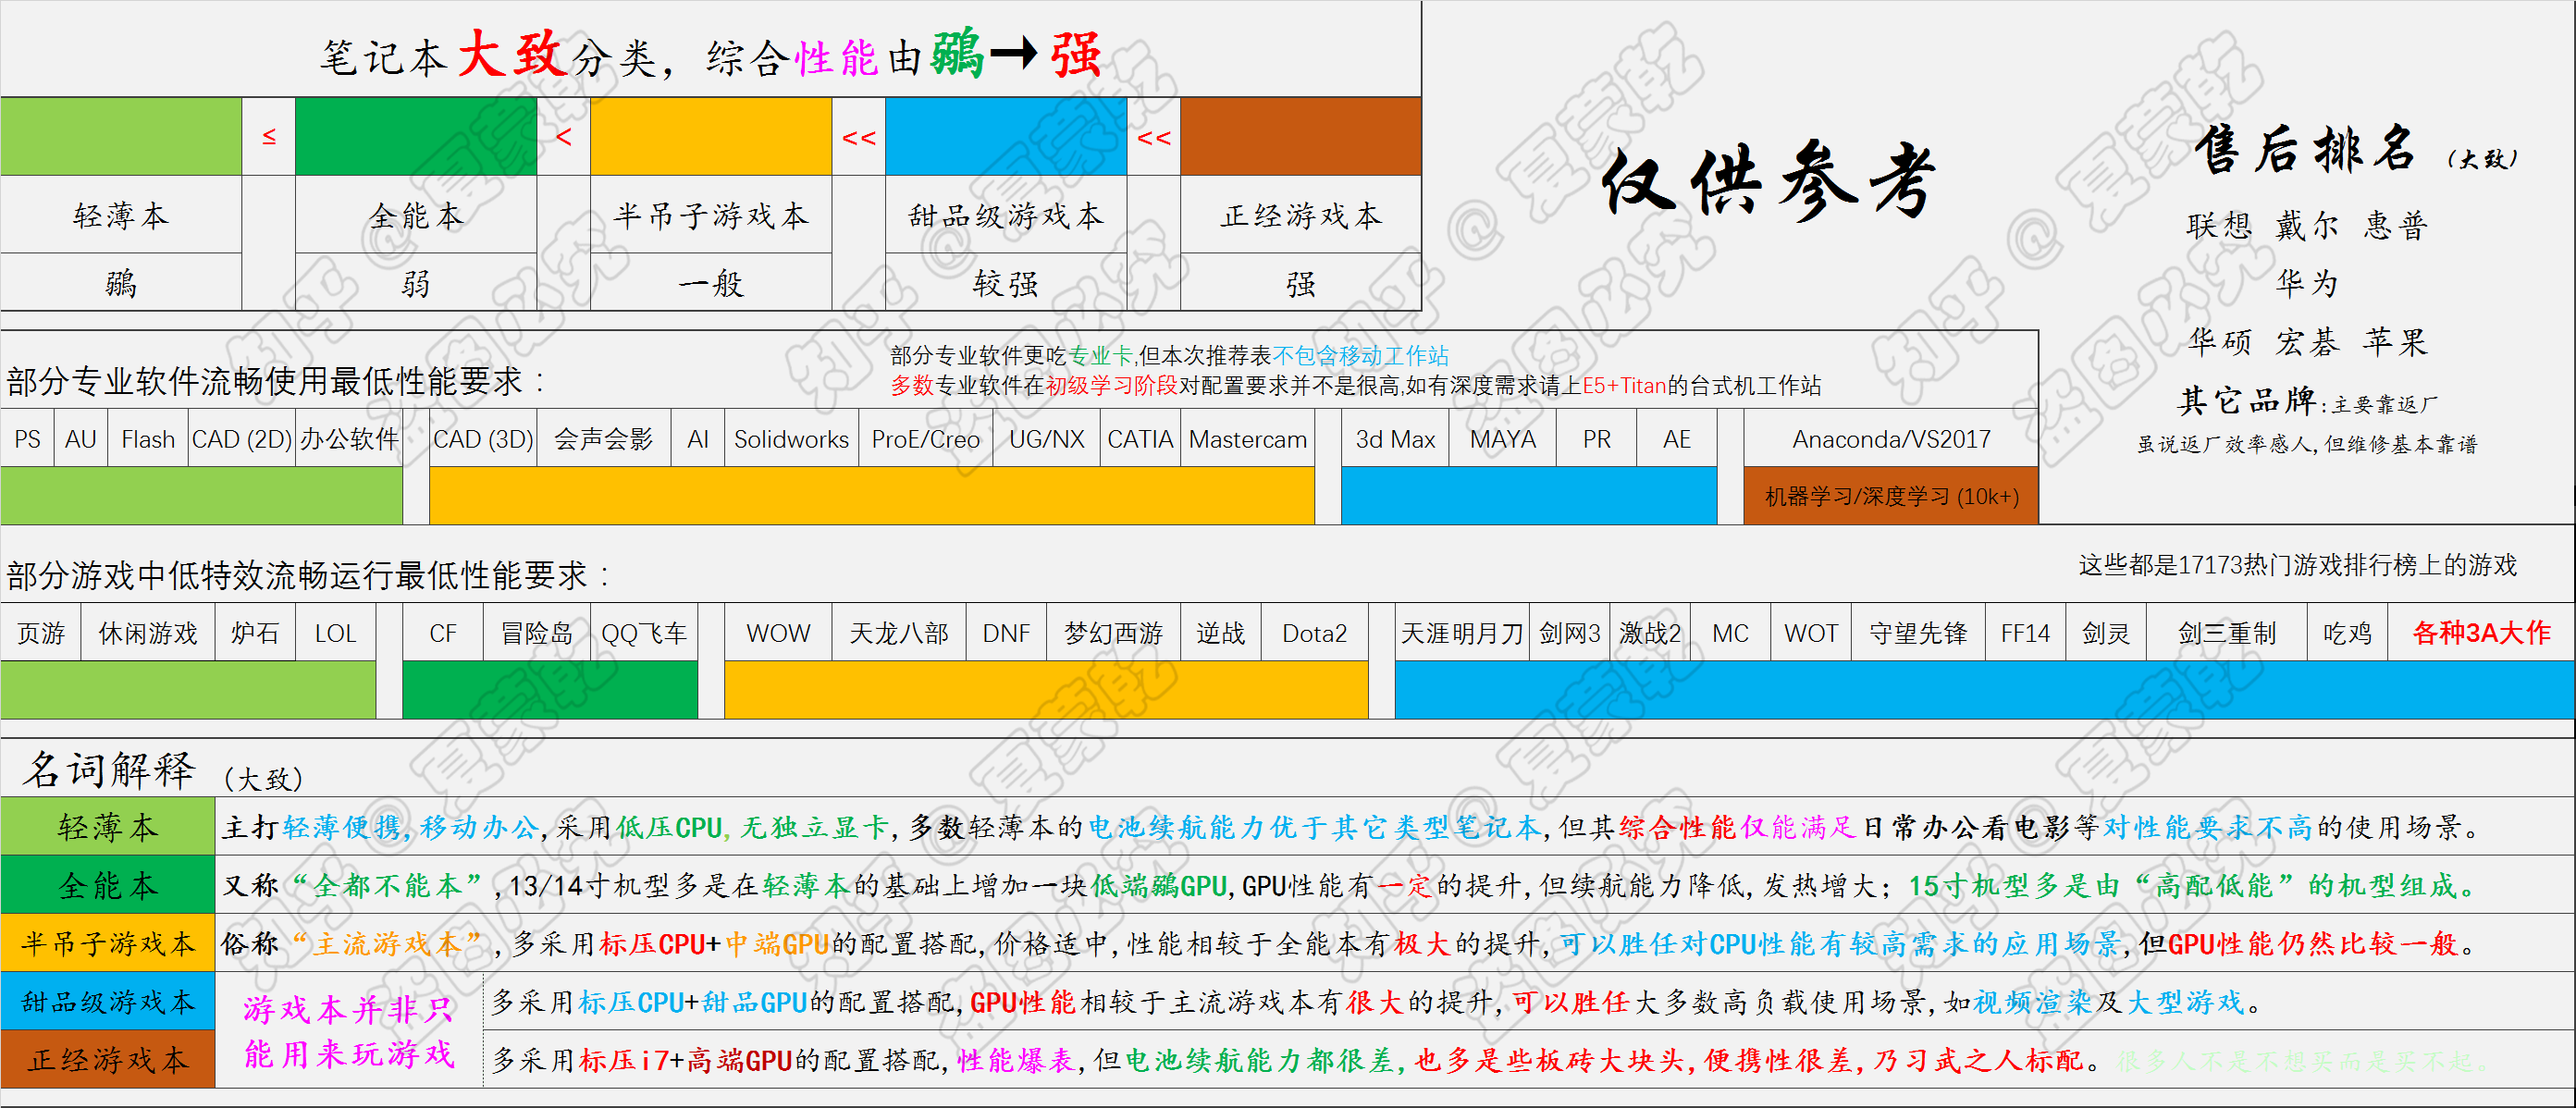 笔记本大致分类，综合性能由鶸→强
≤ < << <<
轻薄本 全能本 半吊子游戏本 甜品级游戏本 正经游戏本
鶸 弱 一般 较强 强
仅供参考
售后排名（大致）
联想 戴尔 惠普
华为
华硕 宏碁 苹果
其它品牌:主要靠返厂
虽说返厂效率感人,但维修基本靠谱
部分专业软件流畅使用最低性能要求：
部分专业软件更吃专业卡,但本次推荐表不包含移动工作站
多数专业软件在初级学习阶段对配置要求并不是很高,如有深度需求请上E5+Titan的台式机工作站
PS AU Flash CAD (2D) 办公软件 CAD (3D) 会声会影 AI Solidworks ProE/Creo UG/NX CATIA Mastercam 3d Max MAYA PR AE Anaconda/VS2017
机器学习/深度学习 (10k+)
部分游戏中低特效流畅运行最低性能要求：
这些都是17173热门游戏排行榜上的游戏
页游 休闲游戏 炉石 LOL CF 冒险岛 QQ飞车 WOW 天龙八部 DNF 梦幻西游 逆战 Dota2 天涯明月刀 剑网3 激战2 MC WOT 守望先锋 FF14 剑灵 剑三重制 吃鸡 各种3A大作
名词解释（大致）
轻薄本 主打轻薄便携,移动办公,采用低压CPU,无独立显卡,多数轻薄本的电池续航能力优于其它类型笔记本,但其综合性能仅能满足日常办公看电影等对性能要求不高的使用场景。
全能本 又称“全都不能本”,13/14寸机型多是在轻薄本的基础上增加一块低端鶸GPU,GPU性能有一定的提升,但续航能力降低,发热增大；15寸机型多是由“高配低能”的机型组成。
半吊子游戏本 俗称“主流游戏本”,多采用标压CPU+中端GPU的配置搭配,价格适中,性能相较于全能本有极大的提升,可以胜任对CPU性能有较高需求的应用场景,但GPU性能仍然比较一般。
游戏本并非只
能用来玩游戏
甜品级游戏本 多采用标压CPU+甜品GPU的配置搭配,GPU性能相较于主流游戏本有很大的提升,可以胜任大多数高负载使用场景,如视频渲染及大型游戏。
正经游戏本 多采用标压i7+高端GPU的配置搭配,性能爆表,但电池续航能力都很差,也多是些板砖大块头,便携性很差,乃习武之人标配。很多人不是不想买而是买不起。
知乎 @ 夏蒙乾
盗图必究